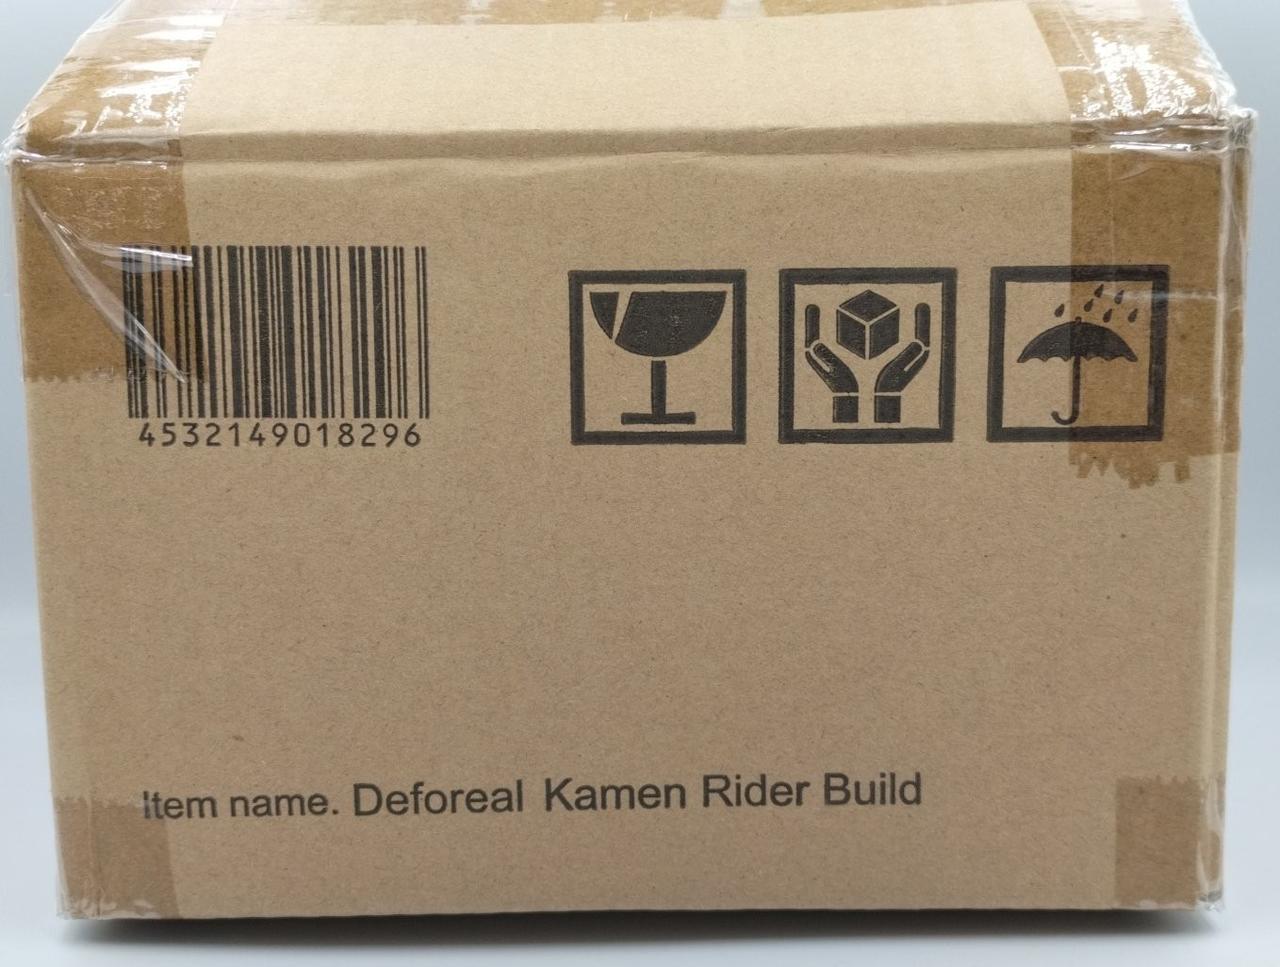 4532149018296
Item name. Deforeal Kamen Rider Build